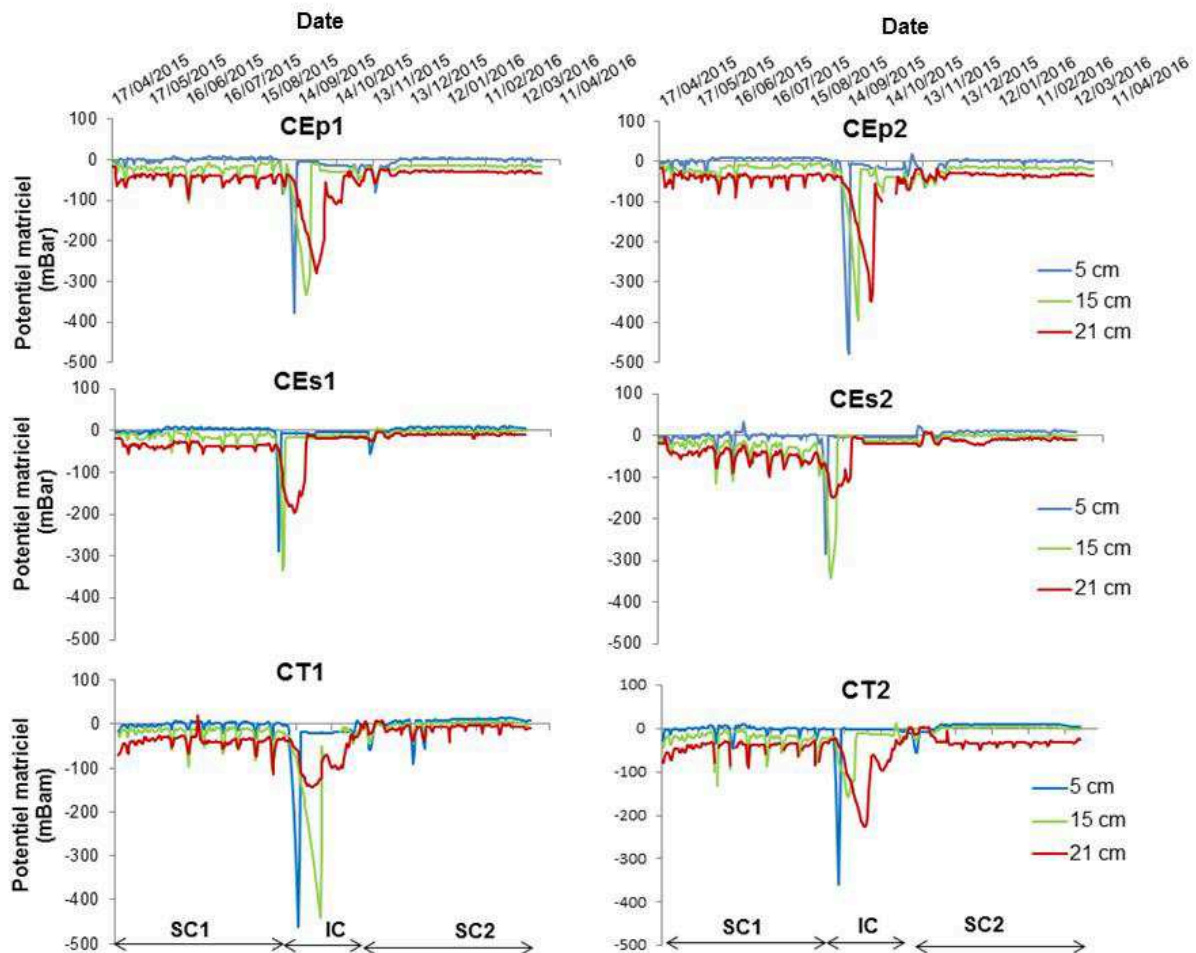 Date
Date
17/04/2015
17/05/2015
16/06/2015
16/07/2015
15/08/2015
14/09/2015
14/10/2015
13/11/2015
13/12/2015
12/01/2016
11/02/2016
12/03/2016
11/04/2016
17/04/2015
17/05/2015
16/06/2015
16/07/2015
15/08/2015
14/09/2015
14/10/2015
13/11/2015
13/12/2015
12/01/2016
11/02/2016
12/03/2016
11/04/2016
CEp1
Potentiel matriciel
(mBar)
100
0
-100
-200
-300
-400
-500
CEp2
100
0
-100
-200
-300
-400
-500
5 cm
15 cm
21 cm
CEs1
Potentiel matriciel
(mBar)
100
0
-100
-200
-300
-400
-500
CEs2
100
0
-100
-200
-300
-400
-500
5 cm
15 cm
21 cm
CT1
Potentiel matriciel
(mBam)
100
0
-100
-200
-300
-400
-500
SC1
IC
SC2
CT2
100
0
-100
-200
-300
-400
-500
5 cm
15 cm
21 cm
SC1
IC
SC2